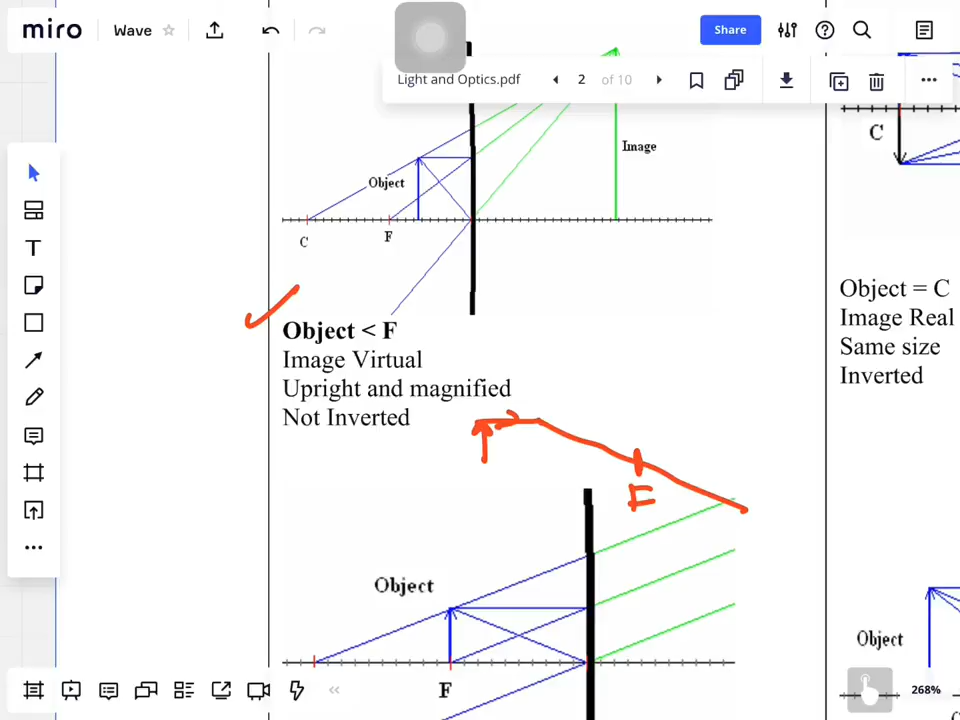 miro
Wave
Share
Light and Optics.pdf
2 of 10
Image
Object
C
F
C
Object < F
Image Virtual
Upright and magnified
Not Inverted
Object = C
Image Real
Same size
Inverted
F
Object
F
Object
268%
T